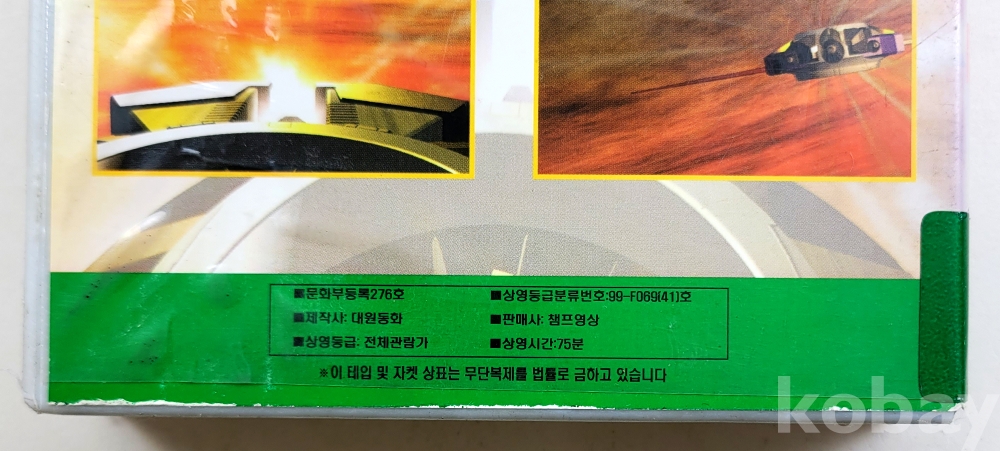 ■문화부등록276호
■상영등급분류번호:99-F069(41)호
■제작사: 대원동화
■판매사: 챔프영상
■상영등급: 전체관람가
■상영시간:75분
※이 테입 및 자켓 상표는 무단복제를 법률로 금하고 있습니다
kobay